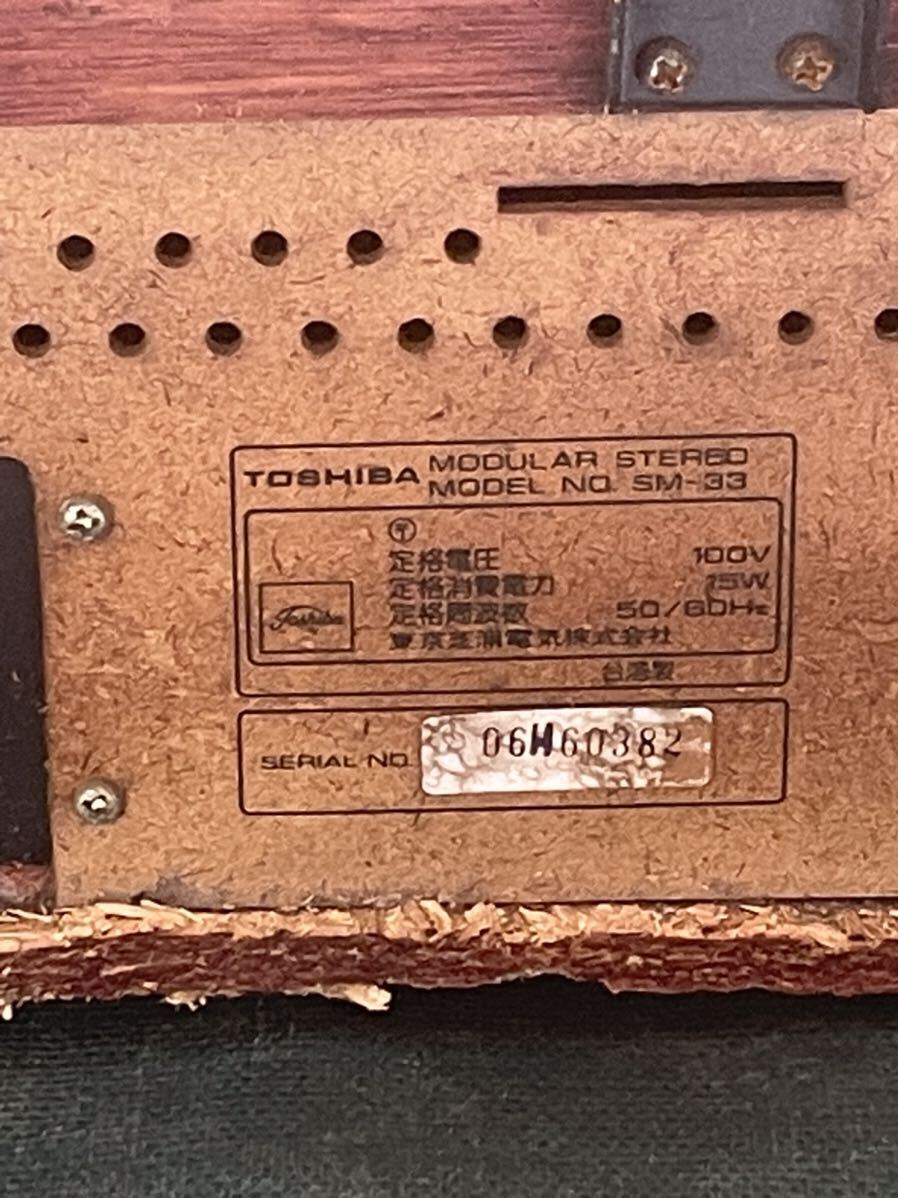 TOSHIBA MODULAR STEREO
MODEL NO. SM-33
〒
定格電圧 100V
定格消費電力 15W
定格周波数 50/60Hz
Toshiba
東京芝浦電気株式会社
台湾製
SERIAL NO. 06H60382